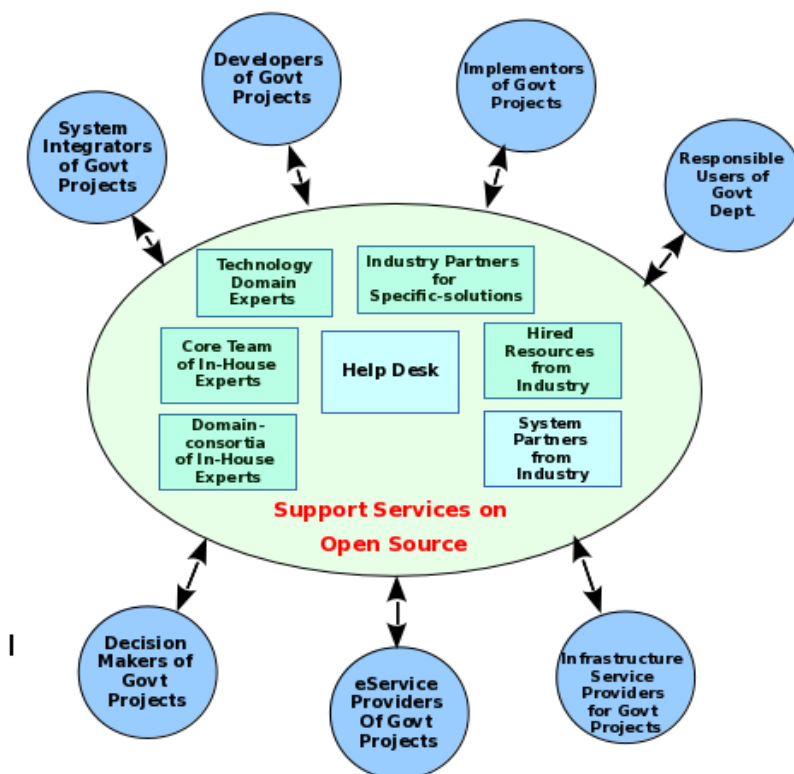 Developers
of Govt
Projects
Implementors
of Govt
Projects
System
Integrators
of Govt
Projects
Responsible
Users of
Govt
Dept.
Technology
Domain
Experts
Industry Partners
for
Specific-solutions
Core Team
of In-House
Experts
Help Desk
Hired
Resources
from
Industry
Domain-
consortia
of In-House
Experts
System
Partners
from
Industry
Support Services on
Open Source
Decision
Makers of
Govt
Projects
eService
Providers
Of Govt
Projects
Infrastructure
Service
Providers
for Govt
Projects
I